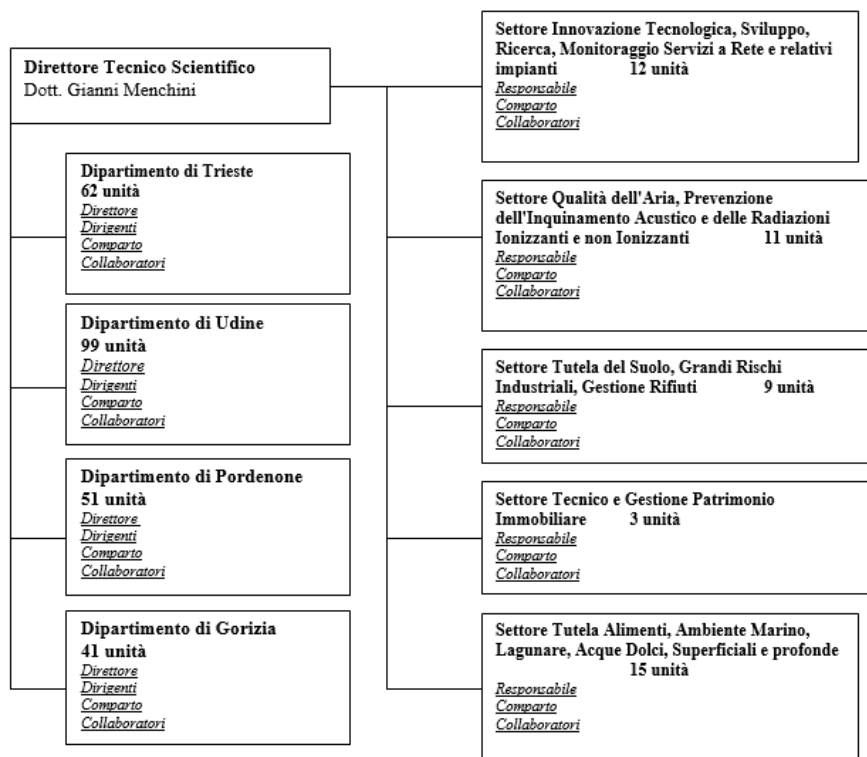 Direttore Tecnico Scientifico
Dott. Gianni Menchini
Dipartimento di Trieste
62 unità
Direttore
Dirigenti
Comparto
Collaboratori
Dipartimento di Udine
99 unità
Direttore
Dirigenti
Comparto
Collaboratori
Dipartimento di Pordenone
51 unità
Direttore
Dirigenti
Comparto
Collaboratori
Dipartimento di Gorizia
41 unità
Direttore
Dirigenti
Comparto
Collaboratori
Settore Innovazione Tecnologica, Sviluppo,
Ricerca, Monitoraggio Servizi a Rete e relativi
impianti 12 unità
Responsabile
Comparto
Collaboratori
Settore Qualità dell'Aria, Prevenzione
dell'Inquinamento Acustico e delle Radiazioni
Ionizzanti e non Ionizzanti 11 unità
Responsabile
Comparto
Collaboratori
Settore Tutela del Suolo, Grandi Rischi
Industriali, Gestione Rifiuti 9 unità
Responsabile
Comparto
Collaboratori
Settore Tecnico e Gestione Patrimonio
Immobiliare 3 unità
Responsabile
Comparto
Collaboratori
Settore Tutela Alimenti, Ambiente Marino,
Lagunare, Acque Dolci, Superficiali e profonde
15 unità
Responsabile
Comparto
Collaboratori